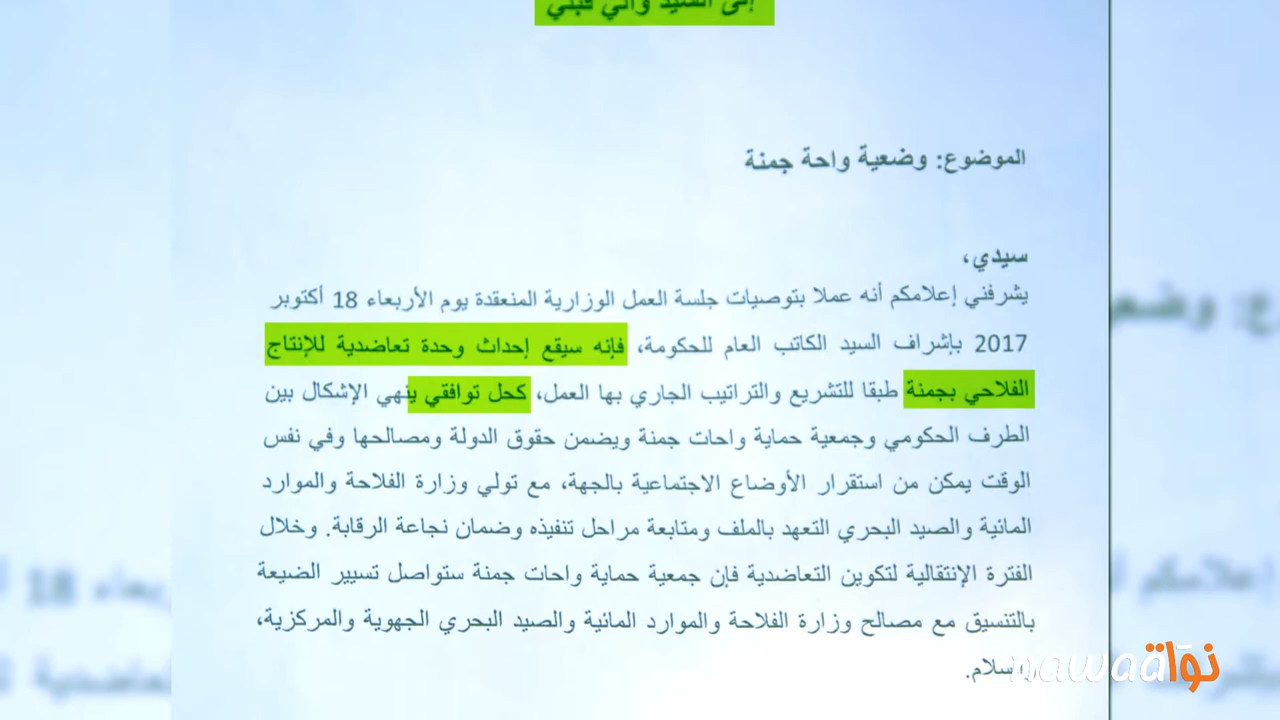 إلى السيد والي قبلي
الموضوع: وضعية واحة جمنة
سيدي،
يشرفني إعلامكم أنه عملا بتوصيات جلسة العمل الوزارية المنعقدة يوم الأربعاء 18 أكتوبر
2017 بإشراف السيد الكاتب العام للحكومة، فإنه سيقع إحداث وحدة تعاضدية للإنتاج
الفلاحي بجمنة طبقا للتشريع والتراتيب الجاري بها العمل، كحل توافقي ينهي الإشكال بين
الطرف الحكومي وجمعية حماية واحات جمنة ويضمن حقوق الدولة ومصالحها وفي نفس
الوقت يمكن من استقرار الأوضاع الاجتماعية بالجهة، مع تولي وزارة الفلاحة والموارد
المائية والصيد البحري التعهد بالملف ومتابعة مراحل تنفيذه وضمان نجاعة الرقابة. وخلال
الفترة الإنتقالية لتكوين التعاضدية فإن جمعية حماية واحات جمنة ستواصل تسيير الضيعة
بالتنسيق مع مصالح وزارة الفلاحة والموارد المائية والصيد البحري الجهوية والمركزية،
والسلام.
nawaat نواة